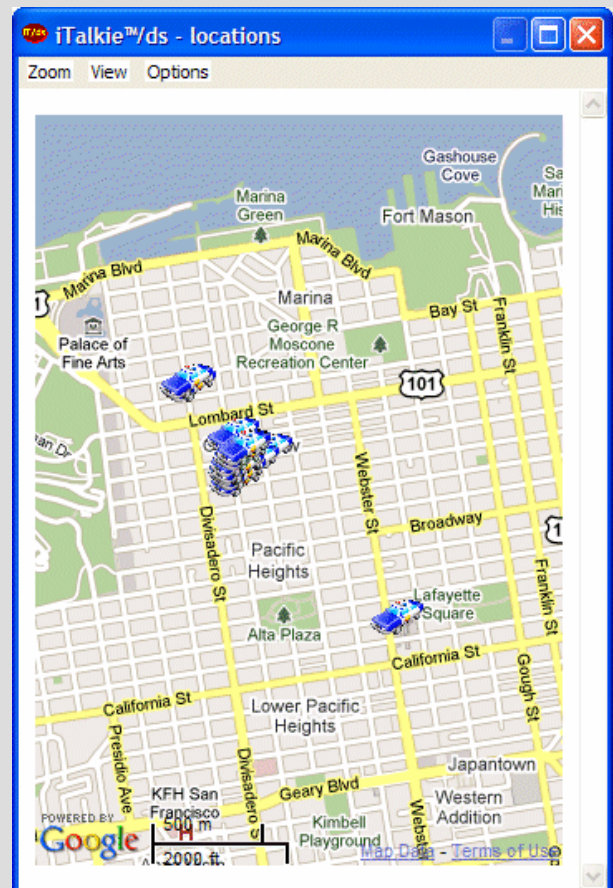 iTalkie™/ds - locations
Zoom View Options
Gashouse
Cove
Marina
Green
Fort Mason
Marina Blvd
Marina Blvd
Marina
Bay St
Franklin St
Palace of
Fine Arts
George R
Moscone
Recreation Center
101
Lombard St
Webster St
Broadway
Divisadero St
Pacific
Heights
Franklin St
Lafayette
Square
Alta Plaza
California St
California St
Gough St
Lower Pacific
Heights
Presidio Ave
Divisadero S
Japantown
Geary Blvd
Western
Addition
KFH San
Francisco
H
Kimbell
Playground
POWERED BY
Google
500 m
2000 ft
Map Data - Terms of Use